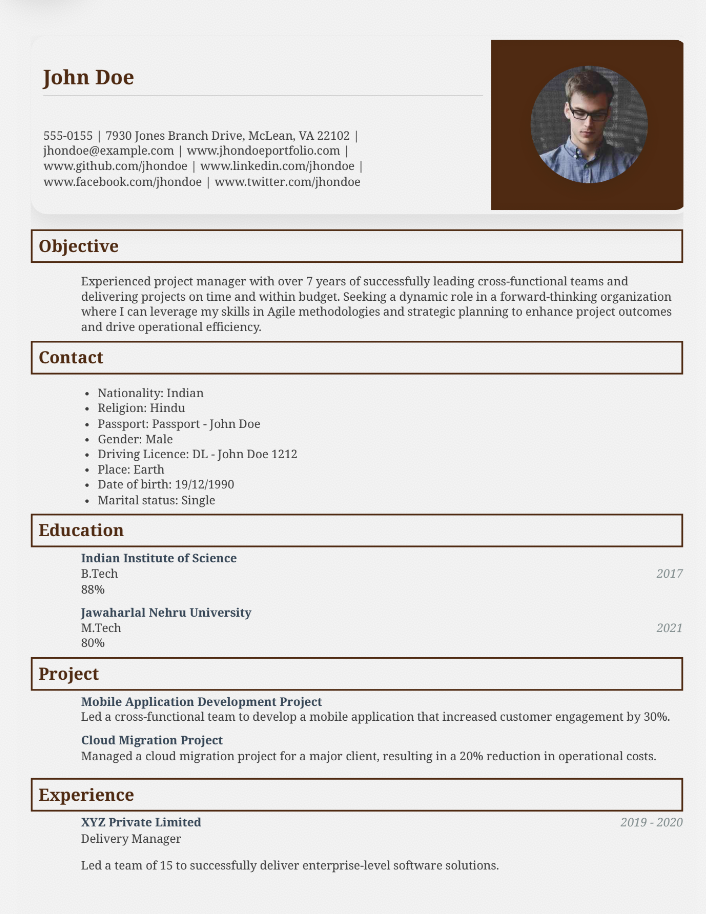 John Doe
555-0155 | 7930 Jones Branch Drive, McLean, VA 22102 |
jhondoe@example.com | www.jhondoeportfolio.com |
www.github.com/jhondoe | www.linkedin.com/jhondoe |
www.facebook.com/jhondoe | www.twitter.com/jhondoe
Objective
Experienced project manager with over 7 years of successfully leading cross-functional teams and
delivering projects on time and within budget. Seeking a dynamic role in a forward-thinking organization
where I can leverage my skills in Agile methodologies and strategic planning to enhance project outcomes
and drive operational efficiency.
Contact
• Nationality: Indian
• Religion: Hindu
• Passport: Passport - John Doe
• Gender: Male
• Driving Licence: DL - John Doe 1212
• Place: Earth
• Date of birth: 19/12/1990
• Marital status: Single
Education
Indian Institute of Science
B.Tech 2017
88%
Jawaharlal Nehru University
M.Tech 2021
80%
Project
Mobile Application Development Project
Led a cross-functional team to develop a mobile application that increased customer engagement by 30%.
Cloud Migration Project
Managed a cloud migration project for a major client, resulting in a 20% reduction in operational costs.
Experience
XYZ Private Limited 2019 - 2020
Delivery Manager
Led a team of 15 to successfully deliver enterprise-level software solutions.